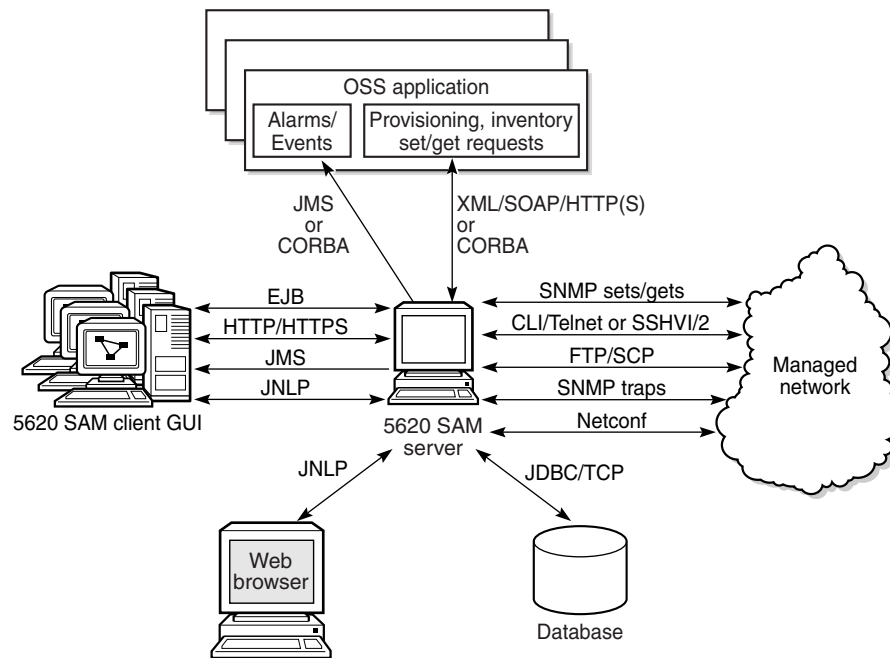 OSS application
Alarms/
Events
Provisioning, inventory
set/get requests
JMS
or
CORBA
XML/SOAP/HTTP(S)
or
CORBA
EJB
HTTP/HTTPS
JMS
JNLP
5620 SAM client GUI
5620 SAM
server
SNMP sets/gets
CLI/Telnet or SSHVI/2
FTP/SCP
SNMP traps
Netconf
Managed
network
JNLP
JDBC/TCP
Web
browser
Database